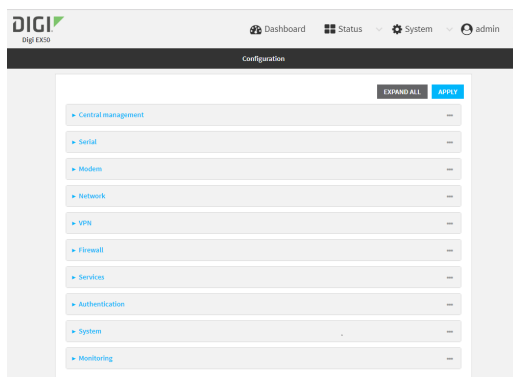 DIGI
Digi EX50
Dashboard Status System admin
Configuration
EXPAND ALL APPLY
Central management
Serial
Modem
Network
VPN
Firewall
Services
Authentication
System
Monitoring